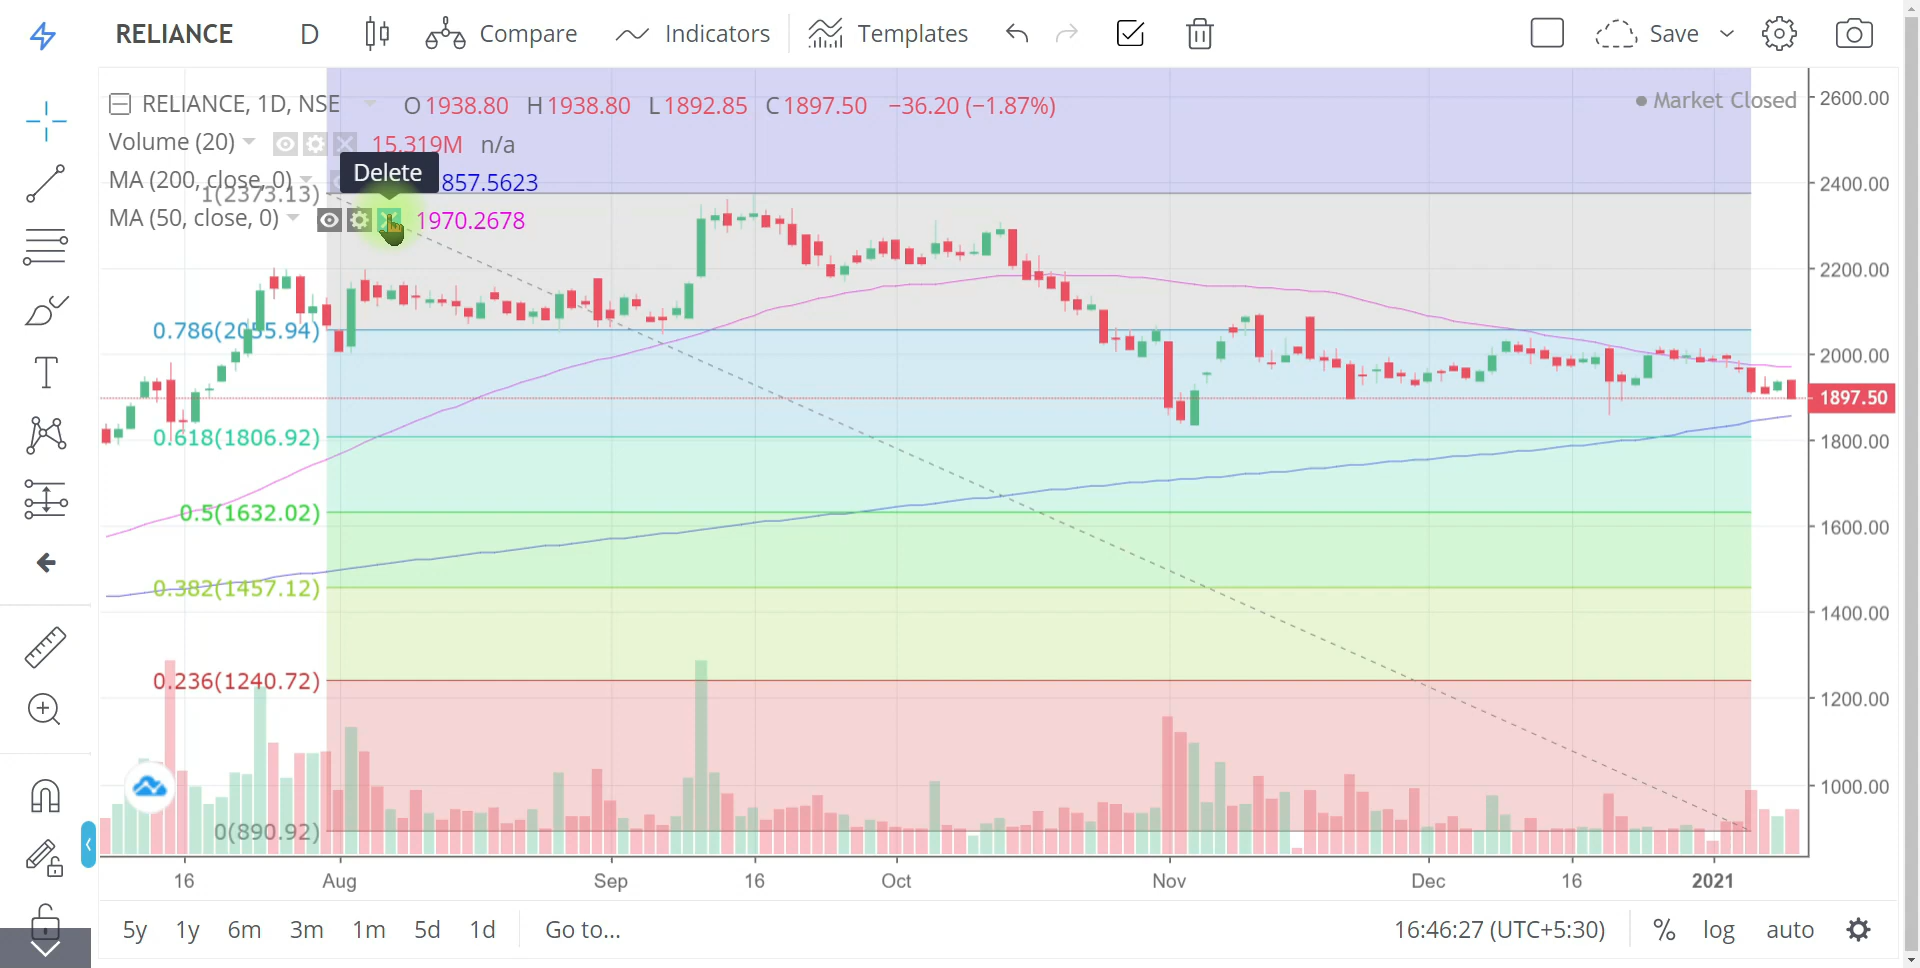 RELIANCE D Compare Indicators Templates Save
RELIANCE, 1D, NSE O1938.80 H1938.80 L1892.85 C1897.50 −36.20 (−1.87%)
Market Closed
Volume (20) 15.319M n/a
Delete
MA (200, close, 0) 857.5623
1(2373.13)
MA (50, close, 0) 1970.2678
0.786(2055.94)
0.618(1806.92)
0.5(1632.02)
0.382(1457.12)
0.236(1240.72)
0(890.92)
2600.00
2400.00
2200.00
2000.00
1897.50
1800.00
1600.00
1400.00
1200.00
1000.00
16 Aug Sep 16 Oct Nov Dec 16 2021
5y 1y 6m 3m 1m 5d 1d Go to... 16:46:27 (UTC+5:30) % log auto